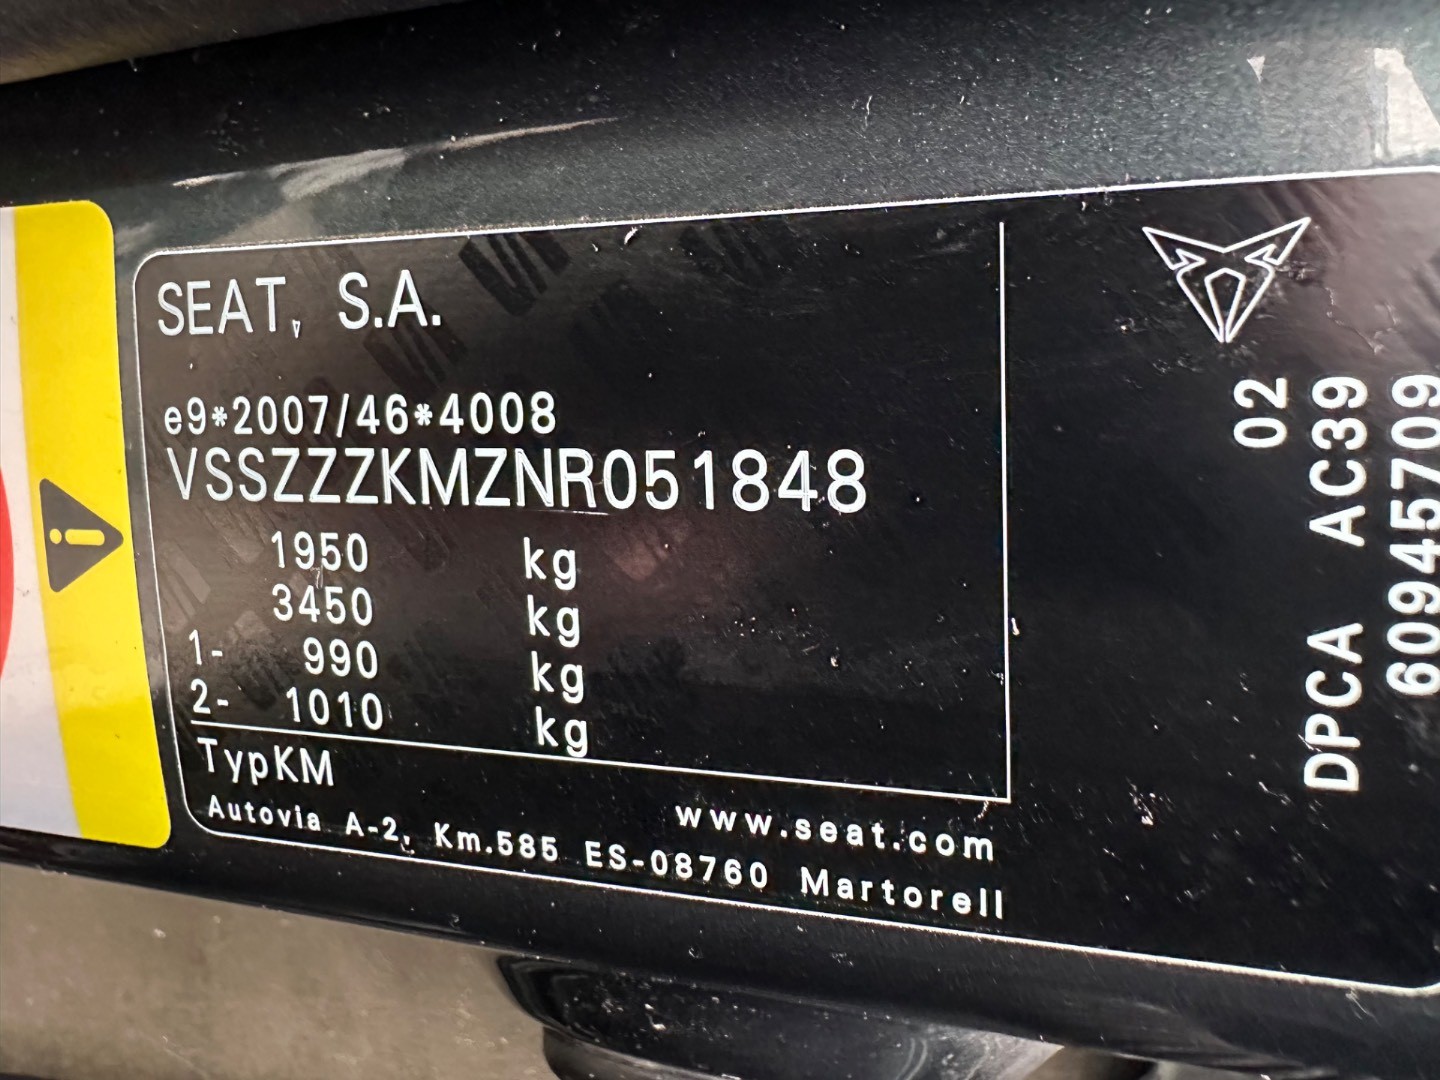 SEAT, S.A.
e9*2007/46*4008
VSSZZZKMZNR051848
1950 kg
3450 kg
1- 990 kg
2- 1010 kg
TypKM
www.seat.com
Autovia A-2, Km.585 ES-08760 Martorell
02
DPCA AC39
60945709